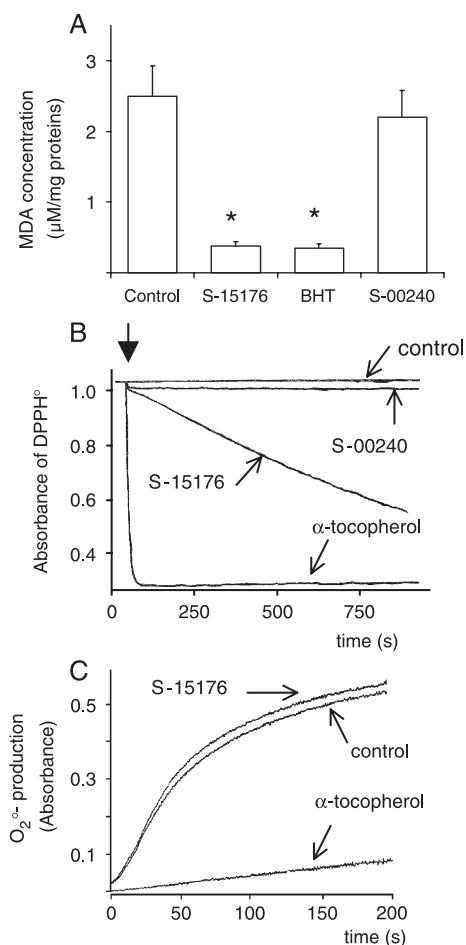 A
MDA concentration
(µM/mg proteins)
3
2
1
*
*
Control
S-15176
BHT
S-00240
B
control
Absorbance of DPPH°
1.0
0.8
0.6
0.4
S-00240
S-15176
α-tocopherol
0
250
500
750
time (s)
C
O₂°- production
(Absorbance)
0.5
0.3
0.1
S-15176
control
α-tocopherol
0
50
100
150
200
time (s)